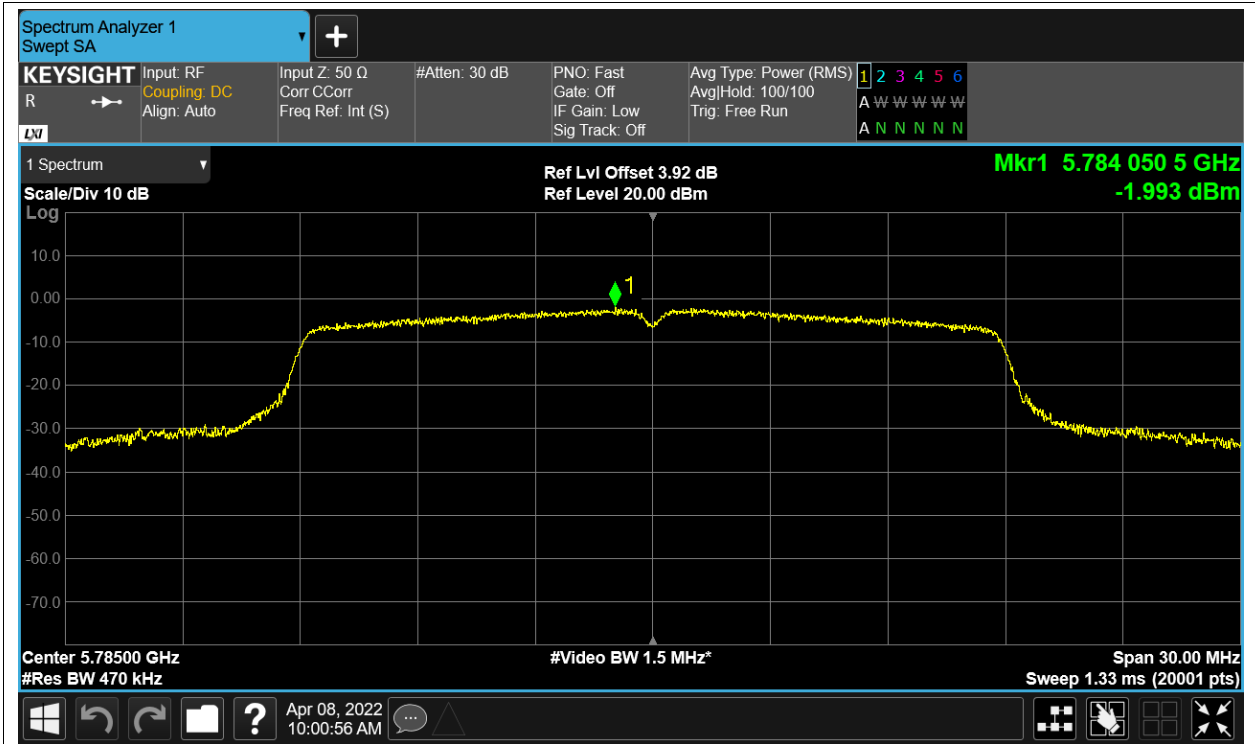 Spectrum Analyzer 1
Swept SA
KEYSIGHT
R
LXI
Input: RF
Coupling: DC
Align: Auto
Input Z: 50 Ω
Corr CCorr
Freq Ref: Int (S)
#Atten: 30 dB
PNO: Fast
Gate: Off
IF Gain: Low
Sig Track: Off
Avg Type: Power (RMS)
Avg|Hold: 100/100
Trig: Free Run
1 2 3 4 5 6
A W W W W W
A N N N N N
1 Spectrum
Scale/Div 10 dB
Log
Ref Lvl Offset 3.92 dB
Ref Level 20.00 dBm
Mkr1 5.784 050 5 GHz
-1.993 dBm
1
10.0
0.00
-10.0
-20.0
-30.0
-40.0
-50.0
-60.0
-70.0
Center 5.78500 GHz
#Res BW 470 kHz
#Video BW 1.5 MHz*
Span 30.00 MHz
Sweep 1.33 ms (20001 pts)
?
Apr 08, 2022
10:00:56 AM